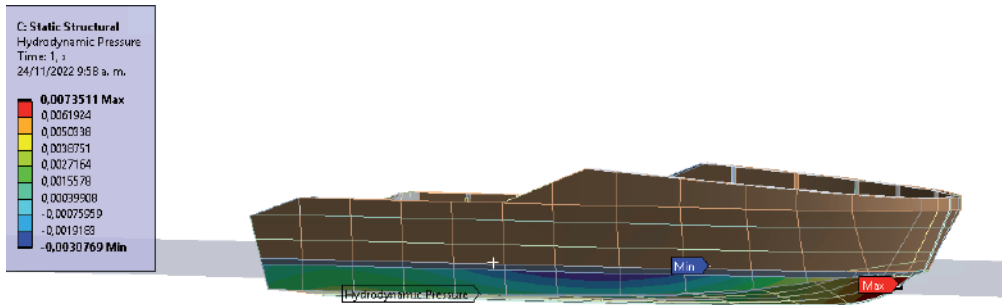 C: Static Structural
Hydrodynamic Pressure
Time: 1, s
24/11/2022 9:58 a. m.
0,0073511 Max
0,0061924
0,0050338
0,0038751
0,0027164
0,0015578
0,00039908
-0,00075959
-0,0019183
-0,0030769 Min
Min
Max
Hydrodynamic Pressure